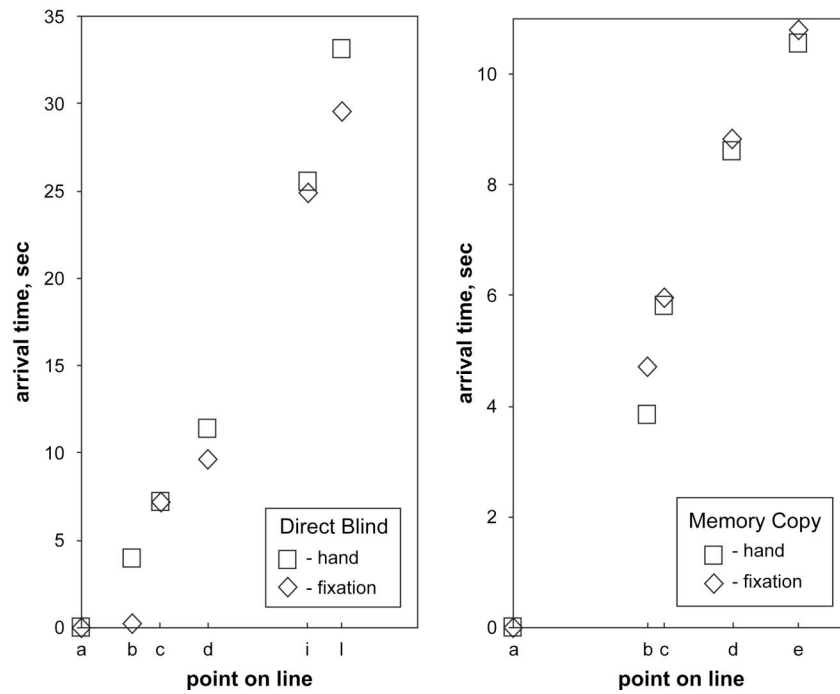 35
30
25
20
15
10
5
0
arrival time, sec
a b c d i l
point on line
Direct Blind
- hand
- fixation
10
8
6
4
2
0
arrival time, sec
a b c d e
point on line
Memory Copy
- hand
- fixation